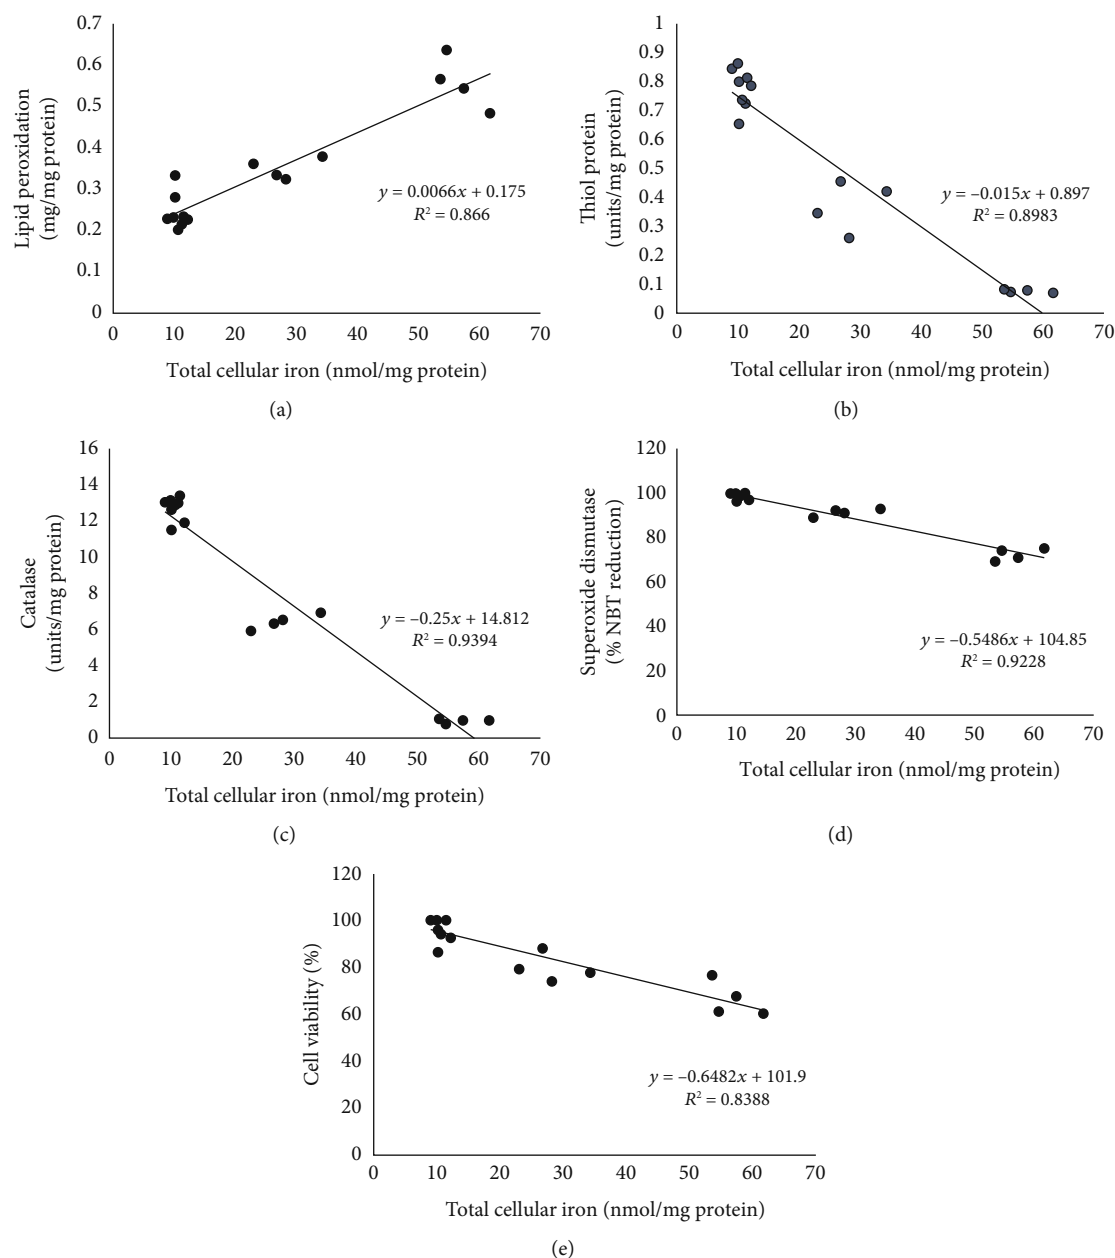 0.7
0.6
0.5
0.4
0.3
0.2
0.1
0
Lipid peroxidation
(mg/mg protein)
y = 0.0066x + 0.175
R² = 0.866
0 10 20 30 40 50 60 70
Total cellular iron (nmol/mg protein)
(a)
1
0.9
0.8
0.7
0.6
0.5
0.4
0.3
0.2
0.1
0
Thiol protein
(units/mg protein)
y = –0.015x + 0.897
R² = 0.8983
0 10 20 30 40 50 60 70
Total cellular iron (nmol/mg protein)
(b)
16
14
12
10
8
6
4
2
0
Catalase
(units/mg protein)
y = –0.25x + 14.812
R² = 0.9394
0 10 20 30 40 50 60 70
Total cellular iron (nmol/mg protein)
(c)
120
100
80
60
40
20
0
Superoxide dismutase
(% NBT reduction)
y = –0.5486x + 104.85
R² = 0.9228
0 10 20 30 40 50 60 70
Total cellular iron (nmol/mg protein)
(d)
120
100
80
60
40
20
0
Cell viability (%)
y = –0.6482x + 101.9
R² = 0.8388
0 10 20 30 40 50 60 70
Total cellular iron (nmol/mg protein)
(e)